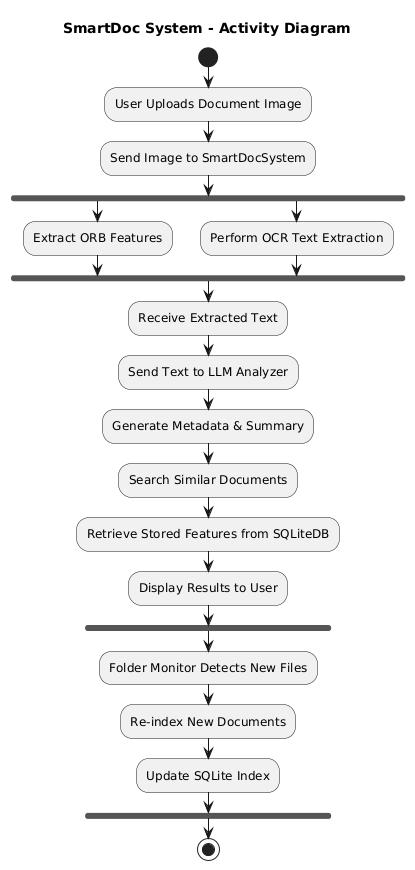 SmartDoc System - Activity Diagram
User Uploads Document Image
Send Image to SmartDocSystem
Extract ORB Features
Perform OCR Text Extraction
Receive Extracted Text
Send Text to LLM Analyzer
Generate Metadata & Summary
Search Similar Documents
Retrieve Stored Features from SQLiteDB
Display Results to User
Folder Monitor Detects New Files
Re-index New Documents
Update SQLite Index